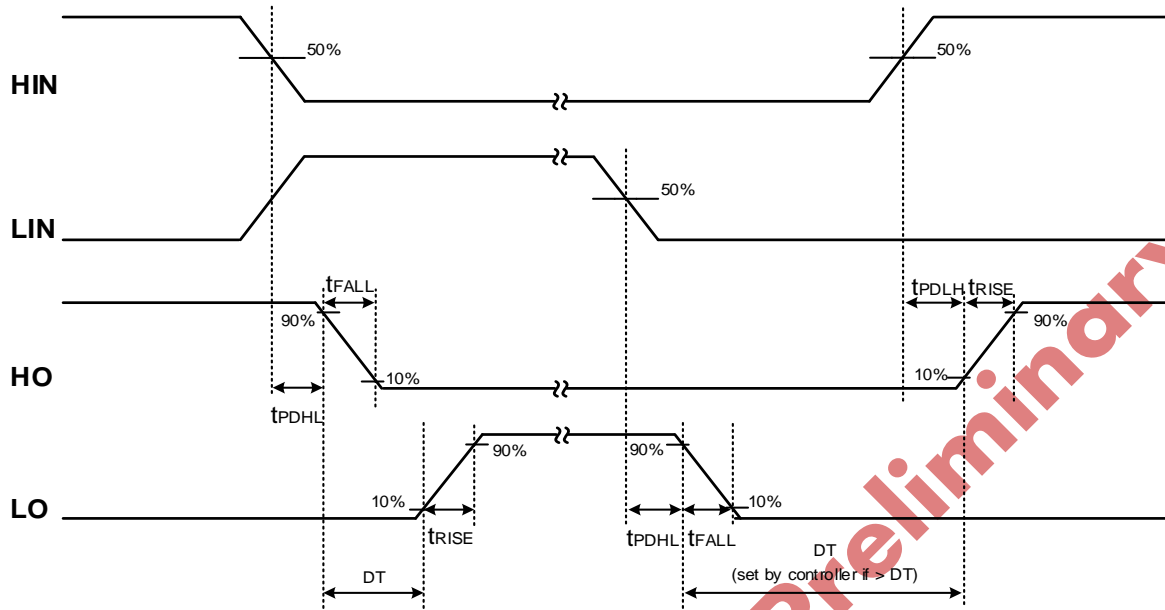 HIN
50%
50%
LIN
50%
HO
90%
tFALL
10%
tPDHL
tPDLH
tRISE
10%
90%
LO
10%
90%
tRISE
90%
10%
tPDHL
tFALL
DT
DT
(set by controller if > DT)
Preliminary